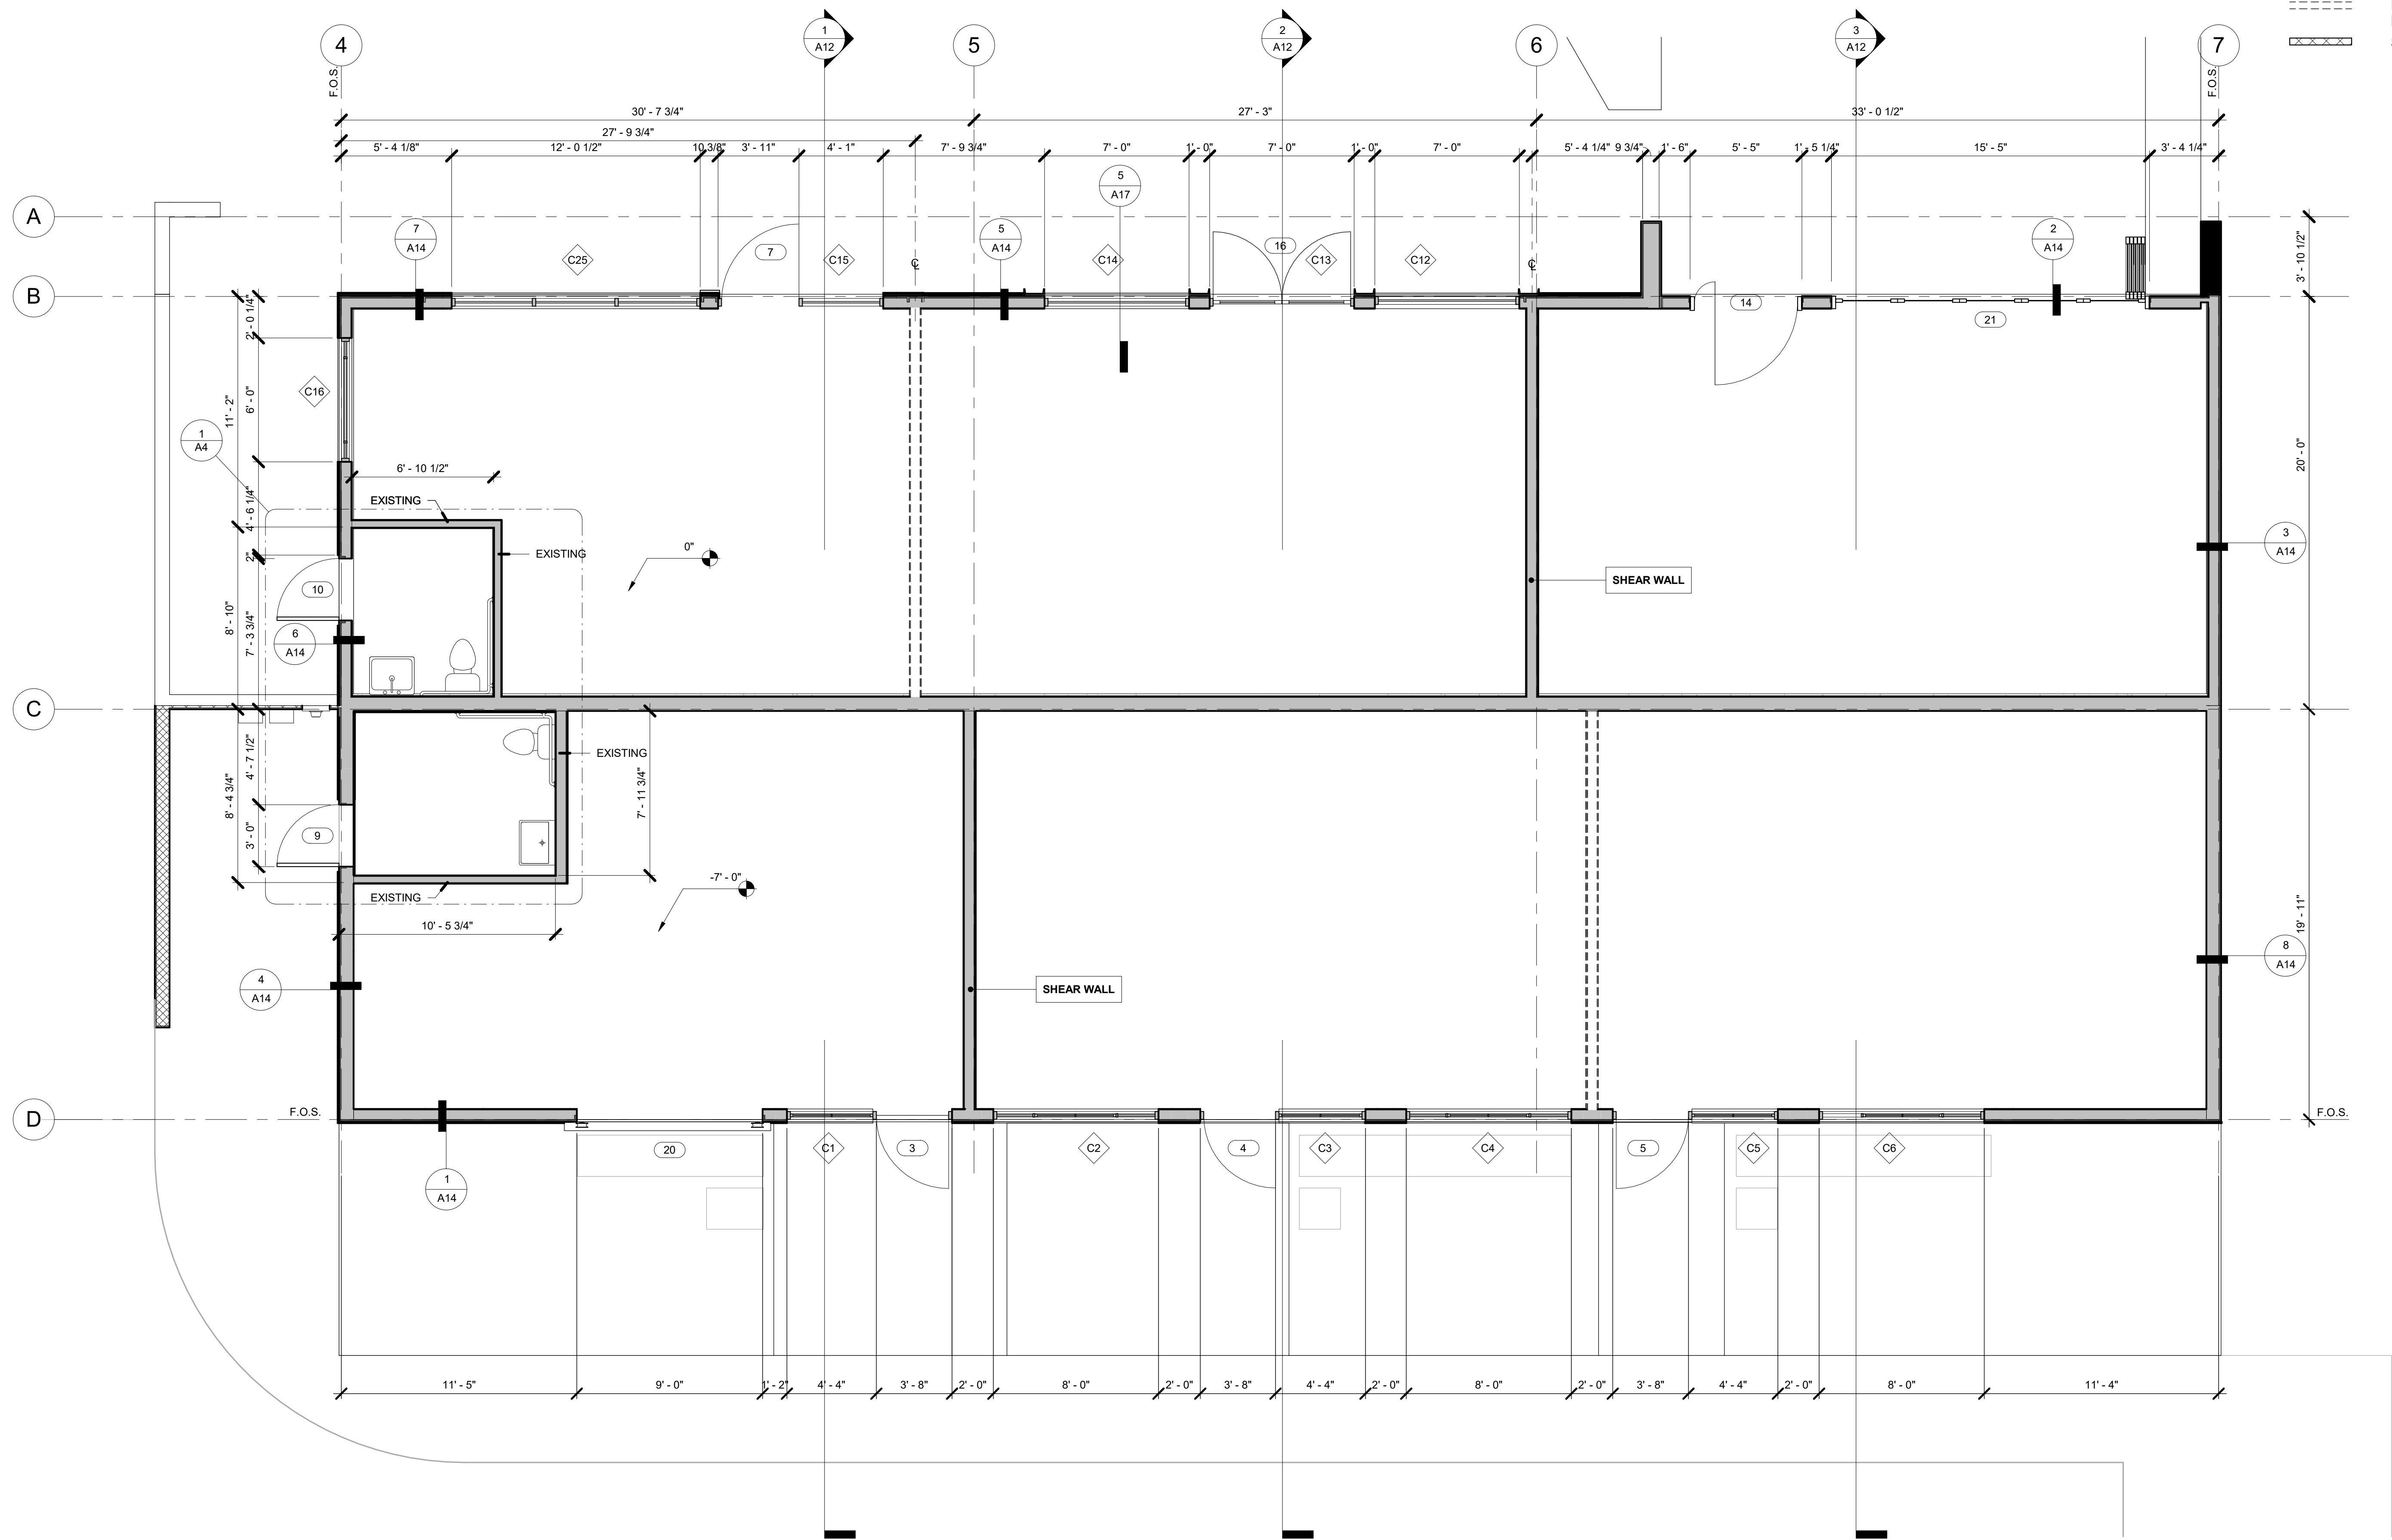 4
1
A12
5
2
A12
6
3
A12
7
F.O.S.
F.O.S.
30' - 7 3/4"
27' - 3"
33' - 0 1/2"
27' - 9 3/4"
5' - 4 1/8"
12' - 0 1/2"
10 3/8"
3' - 11"
4' - 1"
7' - 9 3/4"
7' - 0"
1' - 0"
7' - 0"
1' - 0"
7' - 0"
5' - 4 1/4"
9 3/4"
1' - 6"
5' - 5"
1' - 5 1/4"
15' - 5"
3' - 4 1/4"
5
A17
A
7
A14
C25
7
C15
5
A14
C14
16
C13
C12
2
A14
3' - 10 1/2"
B
14
21
2' - 0 1/4"
C16
6' - 0"
11' - 2"
1
A4
20' - 0"
6' - 10 1/2"
EXISTING
4' - 6 1/4"
0"
EXISTING
2"
3
A14
10
SHEAR WALL
8' - 10"
7' - 3 3/4"
6
A14
C
4' - 7 1/2"
EXISTING
8' - 4 3/4"
7' - 11 3/4"
9
3' - 0"
-7' - 0"
EXISTING
10' - 5 3/4"
19' - 11"
8
A14
4
A14
SHEAR WALL
F.O.S.
D
F.O.S.
20
C1
3
C2
4
C3
C4
5
C5
C6
1
A14
11' - 5"
9' - 0"
1' - 2"
4' - 4"
3' - 8"
2' - 0"
8' - 0"
2' - 0"
3' - 8"
4' - 4"
2' - 0"
8' - 0"
2' - 0"
3' - 8"
4' - 4"
2' - 0"
8' - 0"
11' - 4"